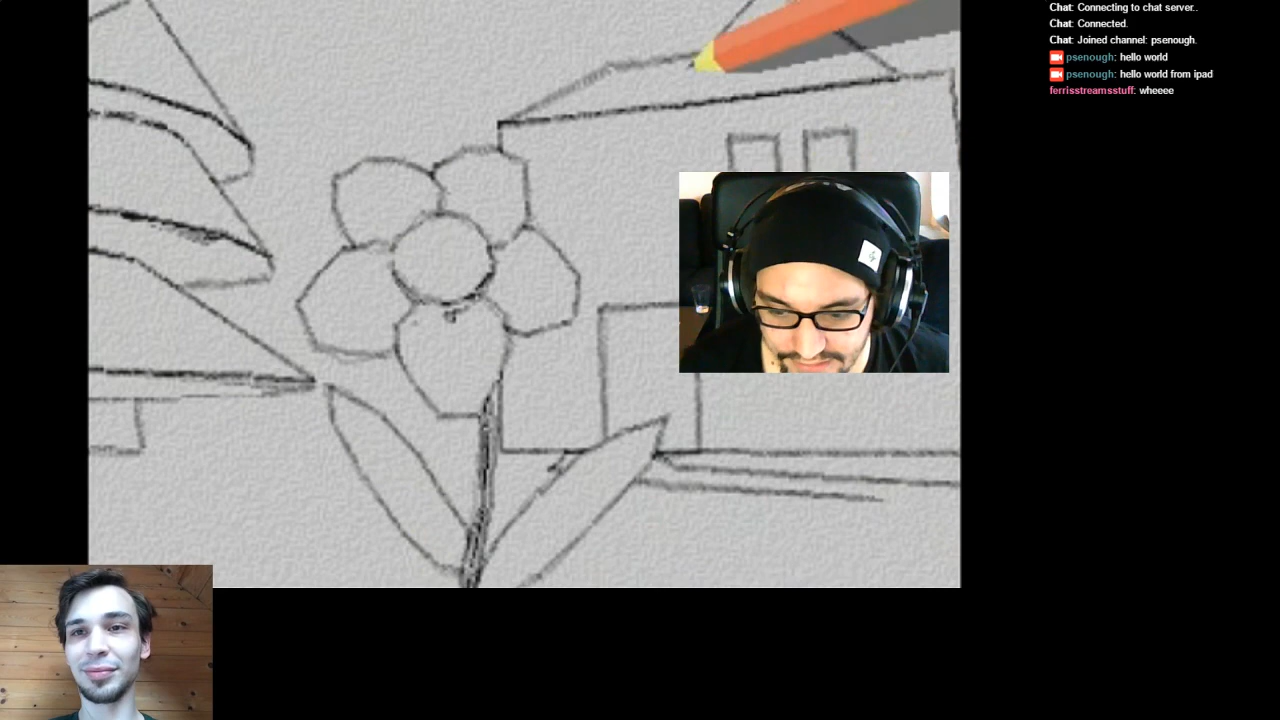 Chat: Connecting to chat server..
Chat: Connected.
Chat: Joined channel: psenough.
psenough: hello world
psenough: hello world from ipad
ferrisstreamsstuff: wheeee